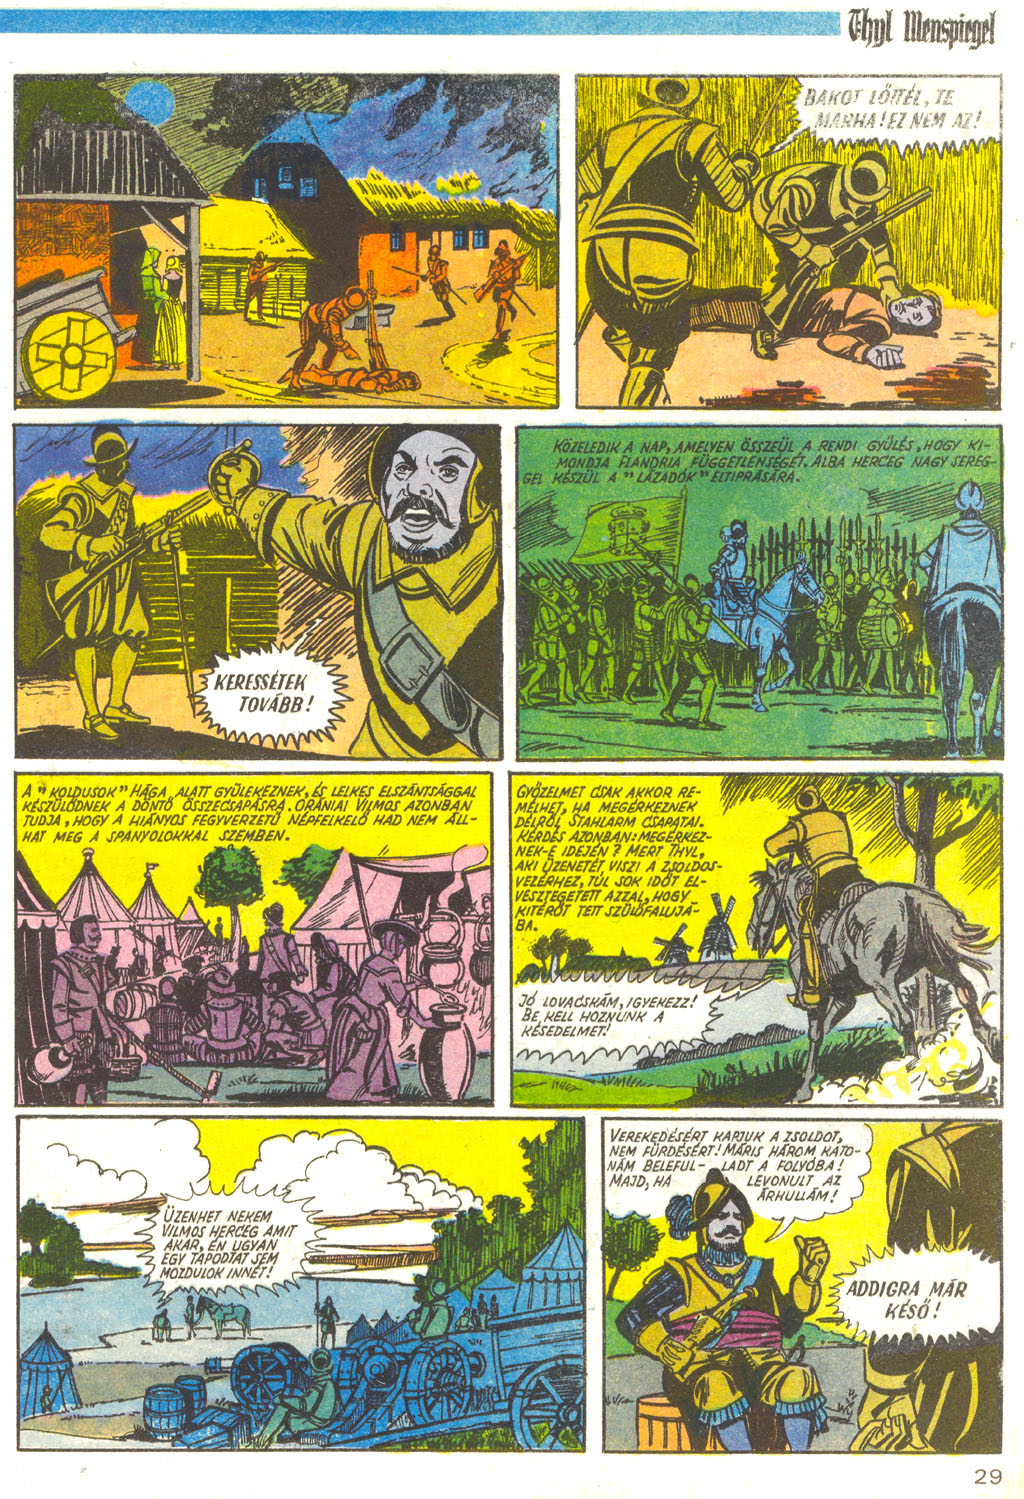 Thyl Ulenspiegel
BAKOT LŐTTÉL, TE
MARHA! EZ NEM AZ!
KERESSÉTEK
TOVÁBB!
KÖZELEDIK A NAP, AMELYEN ÖSSZEÜL A RENDI GYŰLÉS, HOGY KI-
MONDJA FLANDRIA FÜGGETLENSÉGÉT. ALBA HERCEG NAGY SEREG-
GEL KÉSZÜL A "LÁZADÓK" ELTIPRÁSÁRA.
A "KOLDUSOK" HÁGA ALATT GYÜLEKEZNEK, ÉS LELKES ELSZÁNTSÁGGAL
KÉSZÜLŐDNEK A DÖNTŐ ÖSSZECSAPÁSRA. ORÁNIAI VILMOS AZONBAN
TUDJA, HOGY A HIÁNYOS FEGYVERZETŰ NÉPFELKELŐ HAD NEM ÁLL-
HAT MEG A SPANYOLOKKAL SZEMBEN.
GYŐZELMET CSAK AKKOR RE-
MÉLHET, HA MEGÉRKEZNEK
DÉLRŐL STAHLARM CSAPATAI.
KÉRDÉS AZONBAN: MEGÉRKEZ-
NEK-E IDEJÉN? MERT THYL,
AKI ÜZENETÉT VISZI A ZSOLDOS-
VEZÉRHEZ, TÚL SOK IDŐT EL-
VESZTEGETETT AZZAL, HOGY
KITÉRŐT TETT SZÜLŐFALUJÁ-
BA.
JÓ LOVACSKÁM, IGYEKEZZ!
BE KELL HOZNUNK A
KÉSEDELMET!
ÜZENHET NEKEM
VILMOS HERCEG AMIT
AKAR, ÉN UGYAN
EGY TAPODTAT SEM
MOZDULOK INNÉT!
VEREKEDÉSÉRT KAPJUK A ZSOLDOT,
NEM FÜRDÉSÉRT! MÁRIS HÁROM KATO-
NÁM BELEFUL- LADT A FOLYÓBA!
MAJD, HA LEVONULT AZ
ÁRHULLÁM!
ADDIGRA MÁR
KÉSŐ!
29